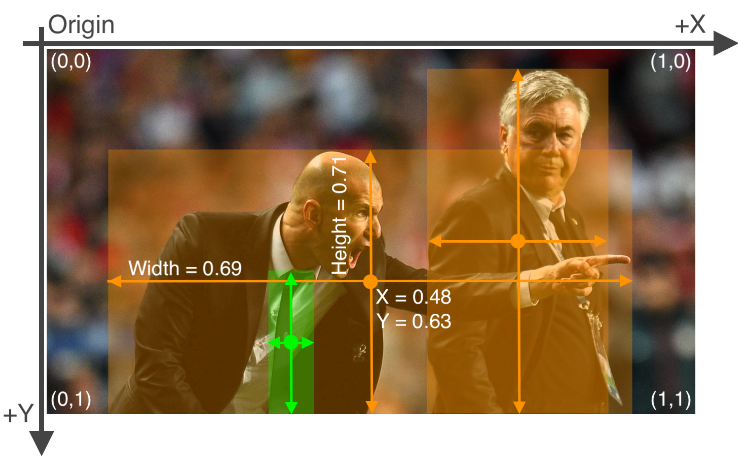 Origin
+X
(0,0)
(1,0)
Height = 0.71
Width = 0.69
X = 0.48
Y = 0.63
(0,1)
(1,1)
+Y